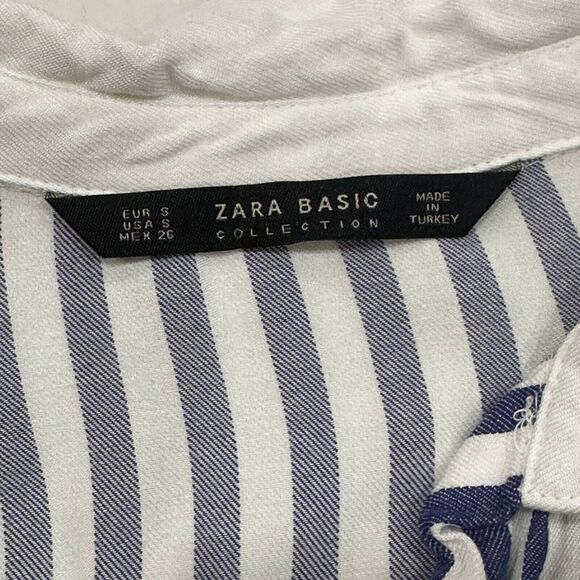 EUR S
USA S
MEX 26
ZARA BASIC
COLLECTION
MADE
IN
TURKEY